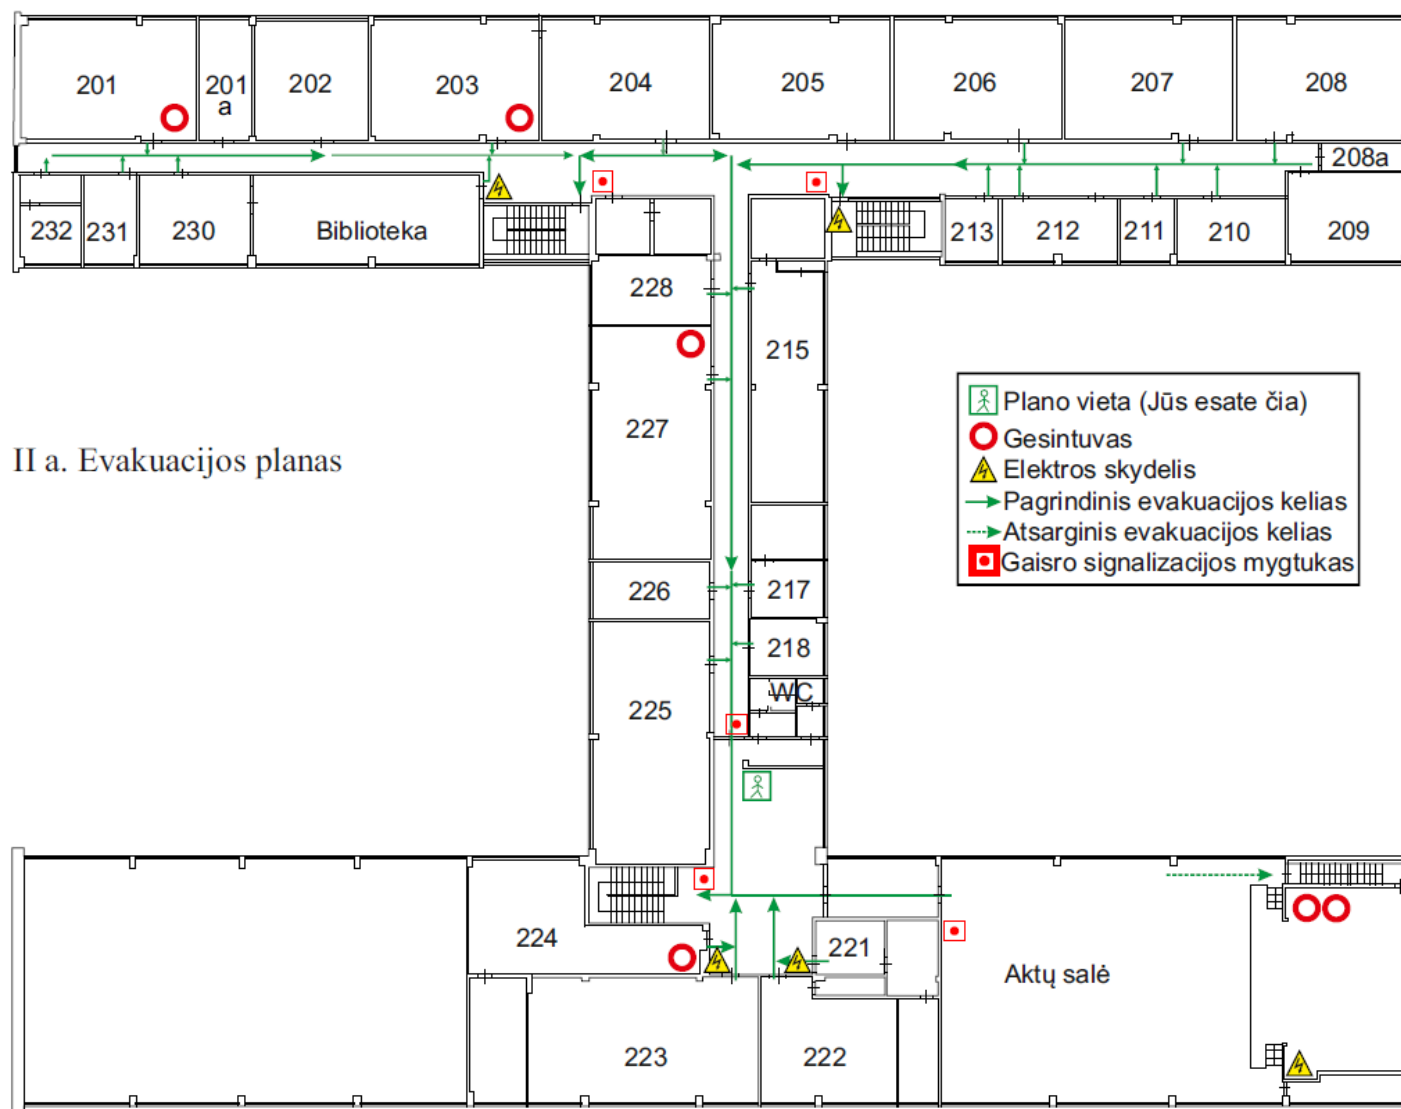 201
201
a
202
203
204
205
206
207
208
208a
232
231
230
Biblioteka
213
212
211
210
209
228
215
227
II a. Evakuacijos planas
Plano vieta (Jūs esate čia)
Gesintuvas
Elektros skydelis
Pagrindinis evakuacijos kelias
Atsarginis evakuacijos kelias
Gaisro signalizacijos mygtukas
226
217
218
WC
225
224
221
Aktų salė
223
222